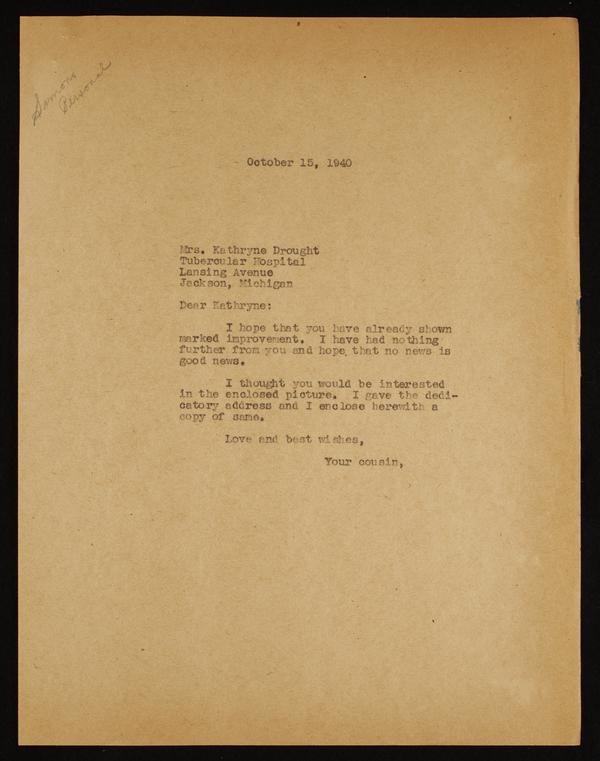 Samons
Personal
October 15, 1940
Mrs. Kathryne Drought
Tubercular Hospital
Lansing Avenue
Jackson, Michigan
Dear Kathryne:
I hope that you have already shown
marked improvement. I have had nothing
further from you and hope, that no news is
good news.
I thought you would be interested
in the enclosed picture. I gave the dedi-
catory address and I enclose herewith a
copy of same.
Love and best wishes,
Your cousin,